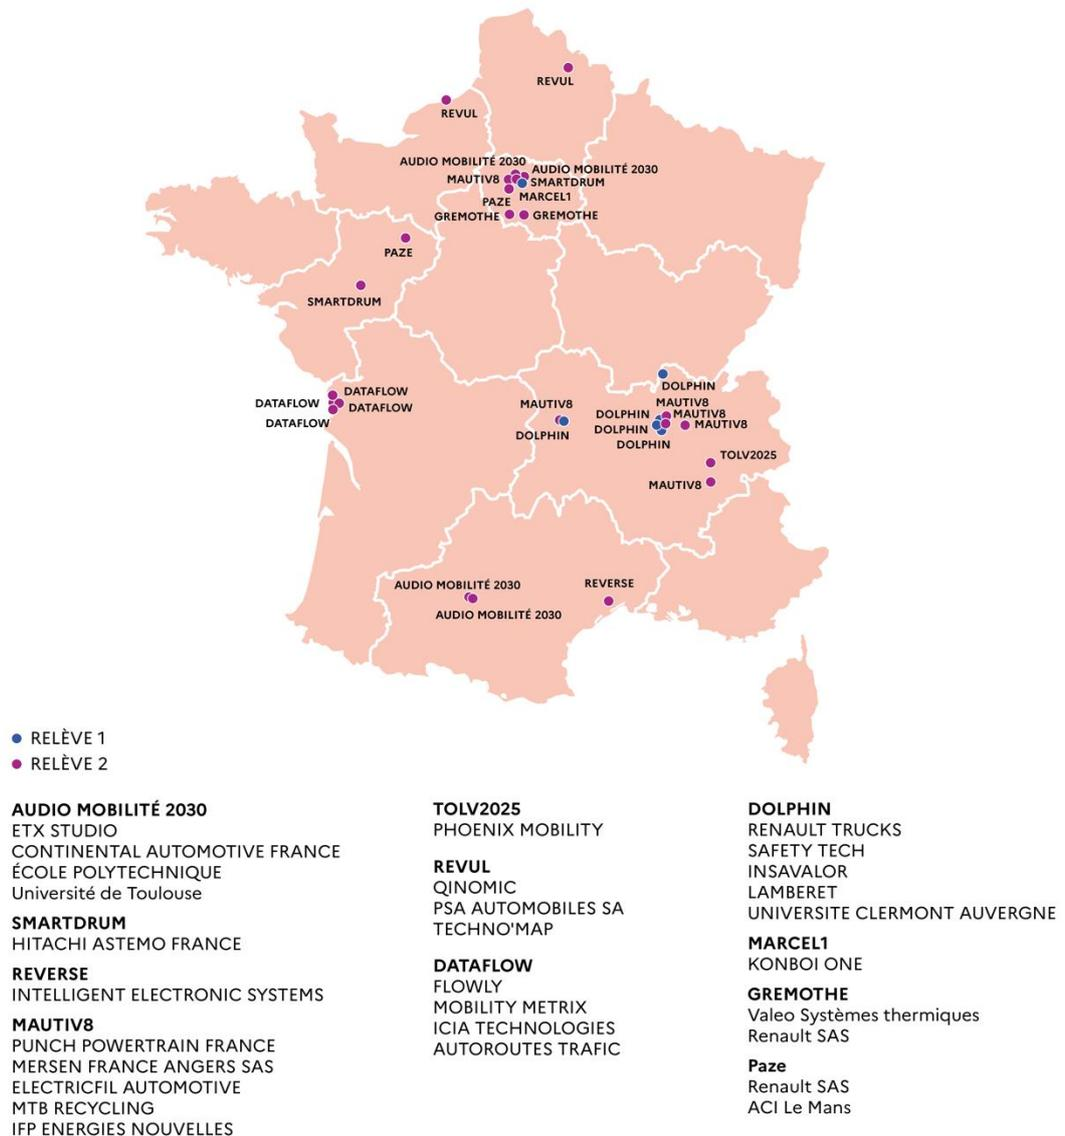 REVUL
REVUL
AUDIO MOBILITÉ 2030
AUDIO MOBILITÉ 2030
MAUTIV8
SMARTDRUM
PAZE
MARCEL1
GREMOTHE
GREMOTHE
PAZE
SMARTDRUM
DOLPHIN
DATAFLOW
DATAFLOW
DATAFLOW
DATAFLOW
MAUTIV8
DOLPHIN
MAUTIV8
DOLPHIN
MAUTIV8
DOLPHIN
MAUTIV8
DOLPHIN
TOLV2025
MAUTIV8
AUDIO MOBILITÉ 2030
REVERSE
AUDIO MOBILITÉ 2030
RELÈVE 1
RELÈVE 2
AUDIO MOBILITÉ 2030
ETX STUDIO
CONTINENTAL AUTOMOTIVE FRANCE
ÉCOLE POLYTECHNIQUE
Université de Toulouse
SMARTDRUM
HITACHI ASTEMO FRANCE
REVERSE
INTELLIGENT ELECTRONIC SYSTEMS
MAUTIV8
PUNCH POWERTRAIN FRANCE
MERSEN FRANCE ANGERS SAS
ELECTRICFIL AUTOMOTIVE
MTB RECYCLING
IFP ENERGIES NOUVELLES
TOLV2025
PHOENIX MOBILITY
REVUL
QINOMIC
PSA AUTOMOBILES SA
TECHNO'MAP
DATAFLOW
FLOWLY
MOBILITY METRIX
ICIA TECHNOLOGIES
AUTOROUTES TRAFIC
DOLPHIN
RENAULT TRUCKS
SAFETY TECH
INSAVALOR
LAMBERET
UNIVERSITE CLERMONT AUVERGNE
MARCEL1
KONBOI ONE
GREMOTHE
Valeo Systèmes thermiques
Renault SAS
Paze
Renault SAS
ACI Le Mans